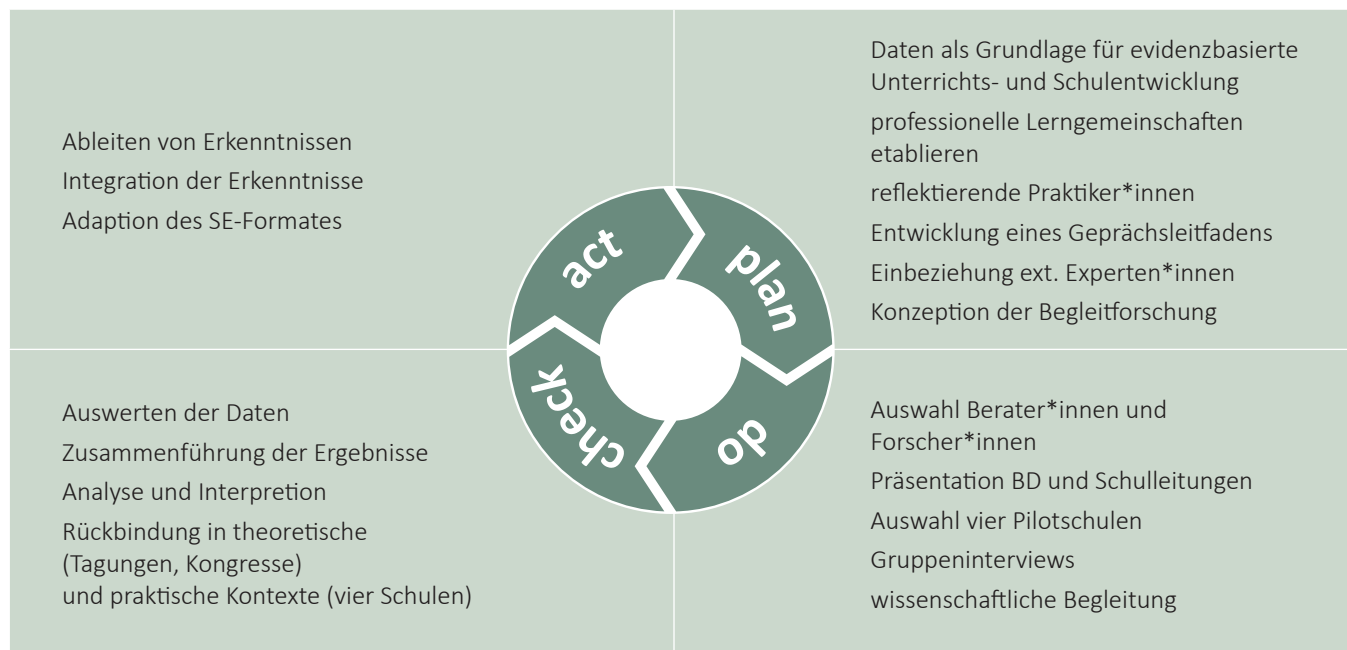 Ableiten von Erkenntnissen
Integration der Erkenntnisse
Adaption des SE-Formates
Daten als Grundlage für evidenzbasierte
Unterrichts- und Schulentwicklung
professionelle Lerngemeinschaften
etablieren
reflektierende Praktiker*innen
Entwicklung eines Geprächsleitfadens
Einbeziehung ext. Experten*innen
Konzeption der Begleitforschung
act
plan
check
do
Auswerten der Daten
Zusammenführung der Ergebnisse
Analyse und Interpretion
Rückbindung in theoretische
(Tagungen, Kongresse)
und praktische Kontexte (vier Schulen)
Auswahl Berater*innen und
Forscher*innen
Präsentation BD und Schulleitungen
Auswahl vier Pilotschulen
Gruppeninterviews
wissenschaftliche Begleitung